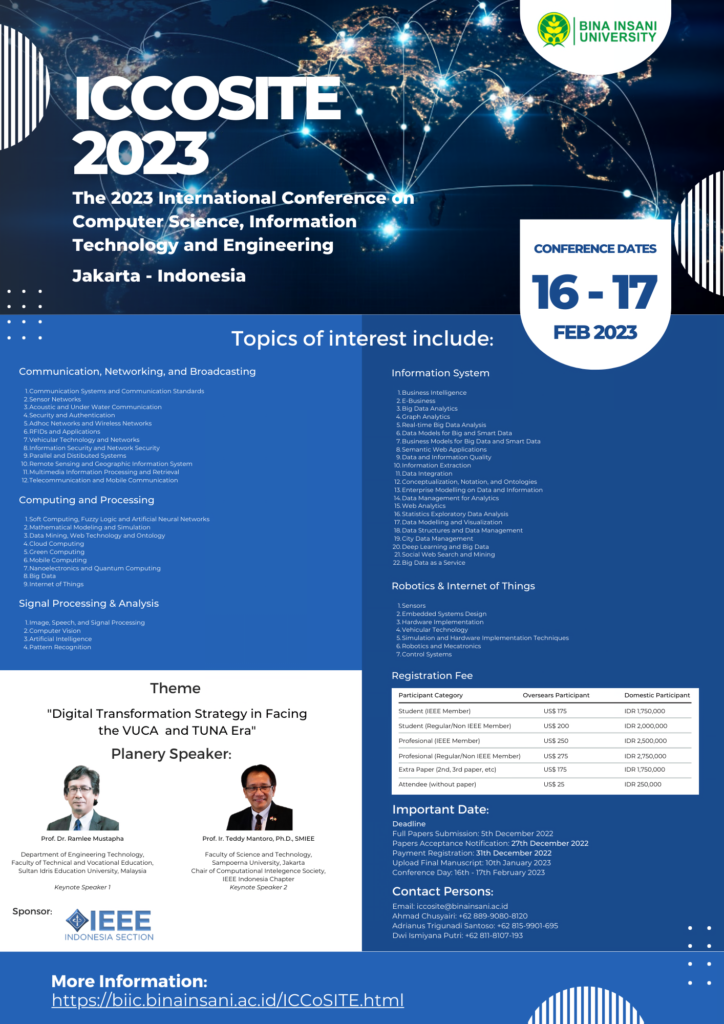 BINA INSANI
UNIVERSITY
ICCOSITE
2023
The 2023 International Conference on
Computer Science, Information
Technology and Engineering
Jakarta - Indonesia
CONFERENCE DATES
16 - 17
FEB 2023
Topics of interest include:
Communication, Networking, and Broadcasting
1.Communication Systems and Communication Standards
2.Sensor Networks
3.Acoustic and Under Water Communication
4.Security and Authentication
5.Adhoc Networks and Wireless Networks
6.RFIDs and Applications
7.Vehicular Technology and Networks
8.Information Security and Network Security
9.Parallel and Distibuted Systems
10.Remote Sensing and Geographic Information System
11.Multimedia Information Processing and Retrieval
12.Telecommunication and Mobile Communication
Computing and Processing
1.Soft Computing, Fuzzy Logic and Artificial Neural Networks
2.Mathematical Modeling and Simulation
3.Data Mining, Web Technology and Ontology
4.Cloud Computing
5.Green Computing
6.Mobile Computing
7.Nanoelectronics and Quantum Computing
8.Big Data
9.Internet of Things
Signal Processing & Analysis
1.Image, Speech, and Signal Processing
2.Computer Vision
3.Artificial Intelligence
4.Pattern Recognition
Information System
1.Business Intelligence
2.E-Business
3.Big Data Analytics
4.Graph Analytics
5.Real-time Big Data Analysis
6.Data Models for Big and Smart Data
7.Business Models for Big Data and Smart Data
8.Semantic Web Applications
9.Data and Information Quality
10.Information Extraction
11.Data Integration
12.Conceptualization, Notation, and Ontologies
13.Enterprise Modelling on Data and Information
14.Data Management for Analytics
15.Web Analytics
16.Statistics Exploratory Data Analysis
17.Data Modelling and Visualization
18.Data Structures and Data Management
19.City Data Management
20.Deep Learning and Big Data
21.Social Web Search and Mining
22.Big Data as a Service
Robotics & Internet of Things
1.Sensors
2.Embedded Systems Design
3.Hardware Implementation
4.Vehicular Technology
5.Simulation and Hardware Implementation Techniques
6.Robotics and Mecatronics
7.Control Systems
Registration Fee
Participant Category Oversears Participant Domestic Participant
Student (IEEE Member) US$ 175 IDR 1,750,000
Student (Regular/Non IEEE Member) US$ 200 IDR 2,000,000
Profesional (IEEE Member) US$ 250 IDR 2,500,000
Profesional (Regular/Non IEEE Member) US$ 275 IDR 2,750,000
Extra Paper (2nd, 3rd paper, etc) US$ 175 IDR 1,750,000
Attendee (without paper) US$ 25 IDR 250,000
Theme
"Digital Transformation Strategy in Facing
the VUCA and TUNA Era"
Planery Speaker:
Prof. Dr. Ramlee Mustapha
Department of Engineering Technology,
Faculty of Technical and Vocational Education,
Sultan Idris Education University, Malaysia
Keynote Speaker 1
Prof. Ir. Teddy Mantoro, Ph.D., SMIEE
Faculty of Science and Technology,
Sampoerna University, Jakarta
Chair of Computational Intelegence Society,
IEEE Indonesia Chapter
Keynote Speaker 2
Sponsor:
IEEE
INDONESIA SECTION
Important Date:
Deadline
Full Papers Submission: 5th December 2022
Papers Acceptance Notification: 27th December 2022
Payment Registration: 31th December 2022
Upload Final Manuscript: 10th January 2023
Conference Day: 16th - 17th February 2023
Contact Persons:
Email: iccosite@binainsani.ac.id
Ahmad Chusyairi: +62 889-9080-8120
Adrianus Trigunadi Santoso: +62 815-9901-695
Dwi Ismiyana Putri: +62 811-8107-193
More Information:
https://biic.binainsani.ac.id/ICCoSITE.html